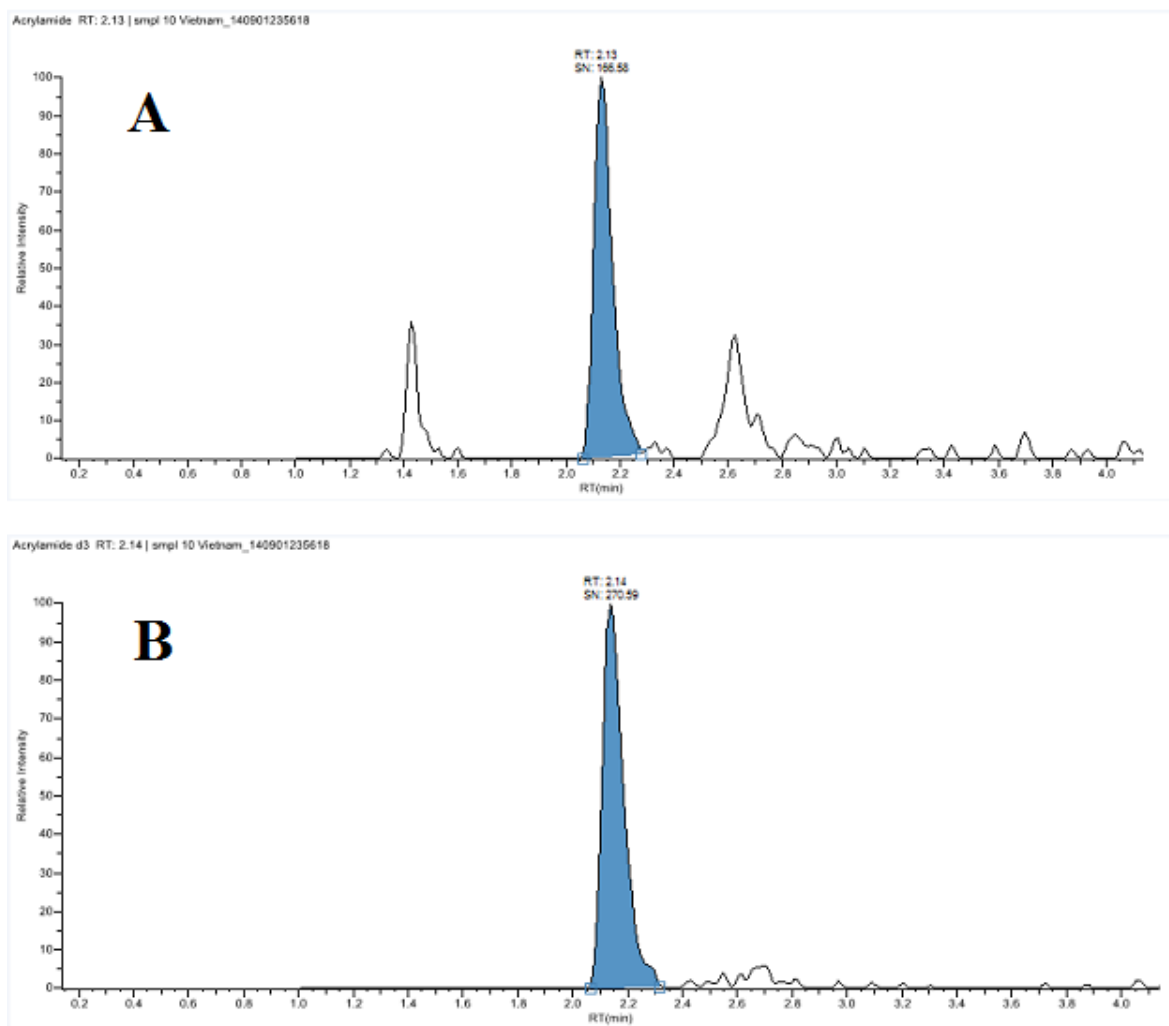 Acrylamide RT: 2.13 | smpl 10 Vietnam_140901235618
RT: 2.13
SN: 166.58
A
100
90
80
70
60
50
40
30
20
10
0
Relative Intensity
0.2 0.4 0.6 0.8 1.0 1.2 1.4 1.6 1.8 2.0 2.2 2.4 2.6 2.8 3.0 3.2 3.4 3.6 3.8 4.0
RT(min)
Acrylamide d3 RT: 2.14 | smpl 10 Vietnam_140901235618
RT: 2.14
SN: 270.59
B
100
90
80
70
60
50
40
30
20
10
0
Relative Intensity
0.2 0.4 0.6 0.8 1.0 1.2 1.4 1.6 1.8 2.0 2.2 2.4 2.6 2.8 3.0 3.2 3.4 3.6 3.8 4.0
RT(min)